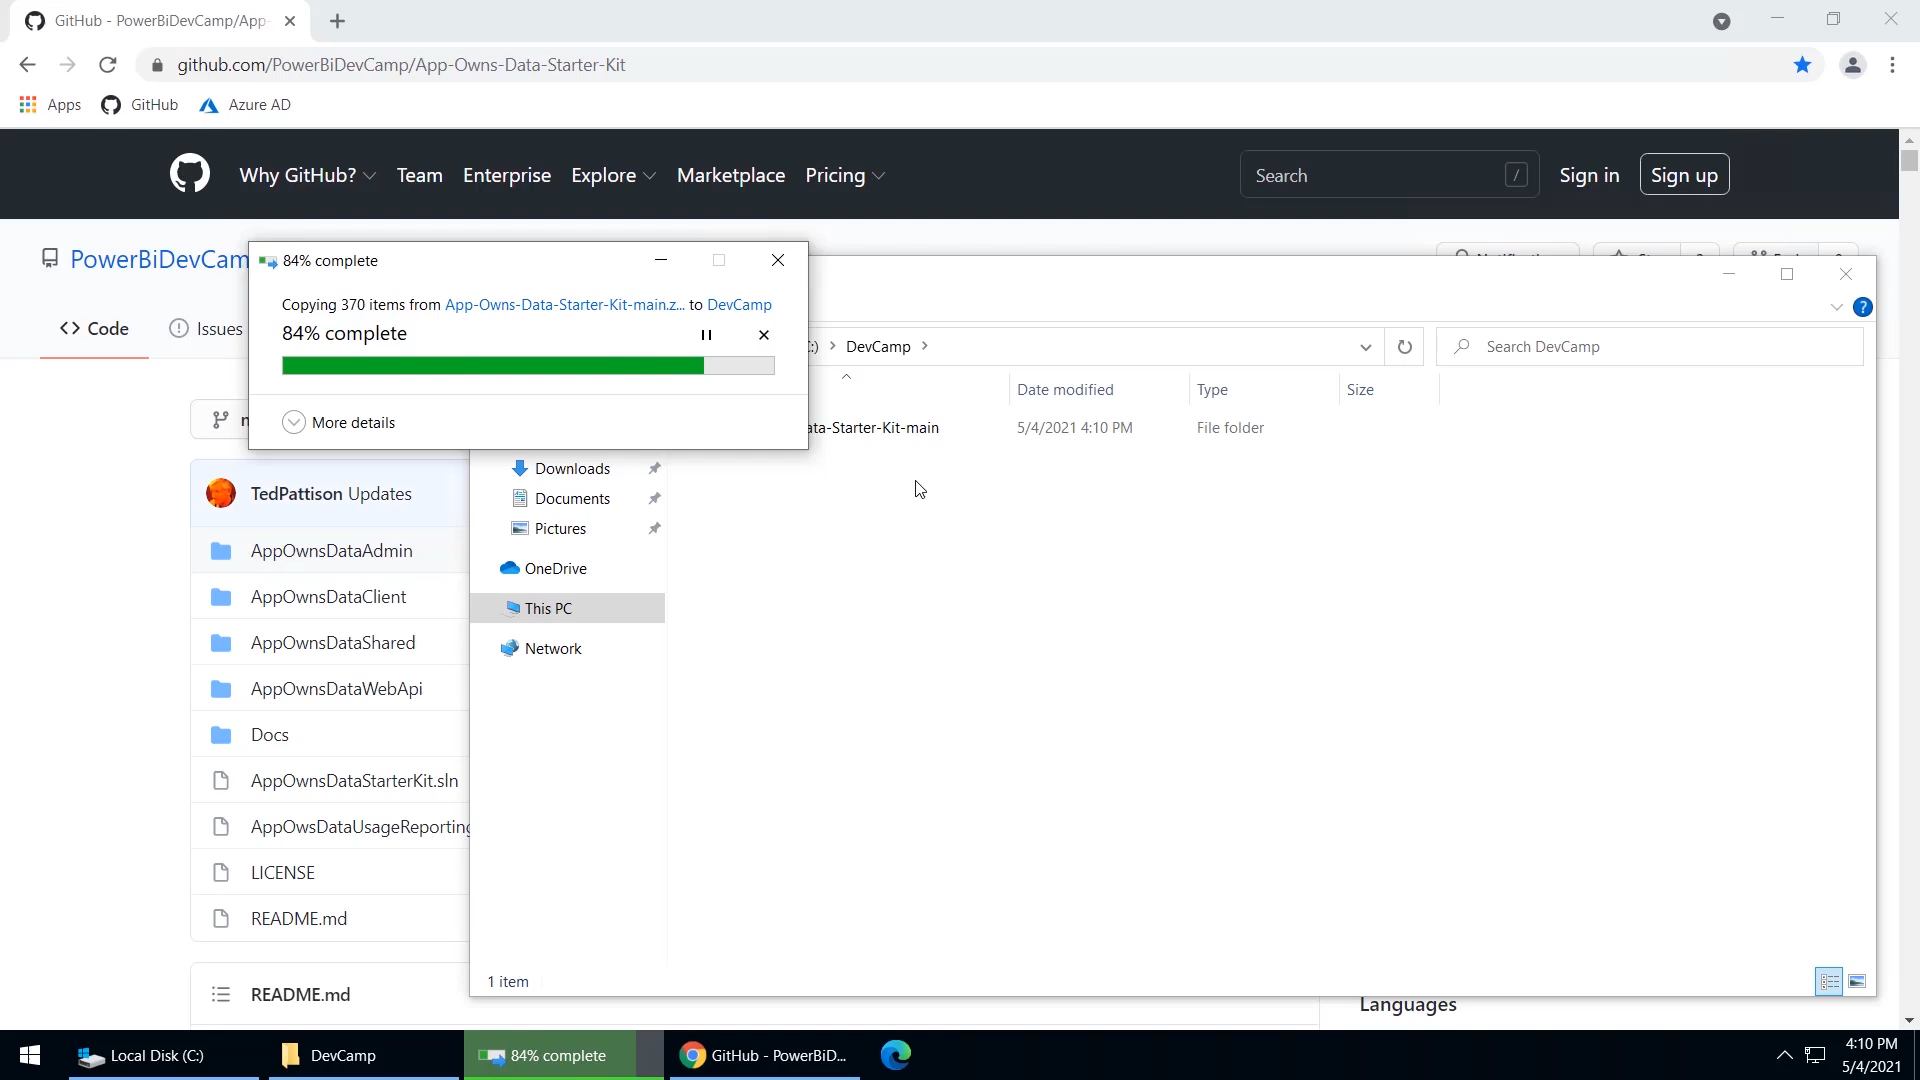 GitHub - PowerBiDevCamp/App-
github.com/PowerBiDevCamp/App-Owns-Data-Starter-Kit
Apps
GitHub
Azure AD
Why GitHub?
Team
Enterprise
Explore
Marketplace
Pricing
Search
/
Sign in
Sign up
PowerBiDevCam
Code
Issues
84% complete
Copying 370 items from App-Owns-Data-Starter-Kit-main.z... to DevCamp
84% complete
More details
:)
DevCamp
Search DevCamp
?
Date modified
Type
Size
ata-Starter-Kit-main
5/4/2021 4:10 PM
File folder
Downloads
Documents
Pictures
OneDrive
This PC
Network
1 item
TedPattison Updates
AppOwnsDataAdmin
AppOwnsDataClient
AppOwnsDataShared
AppOwnsDataWebApi
Docs
AppOwnsDataStarterKit.sln
AppOwsDataUsageReporting
LICENSE
README.md
README.md
Languages
Local Disk (C:)
DevCamp
84% complete
GitHub - PowerBiD...
4:10 PM
5/4/2021